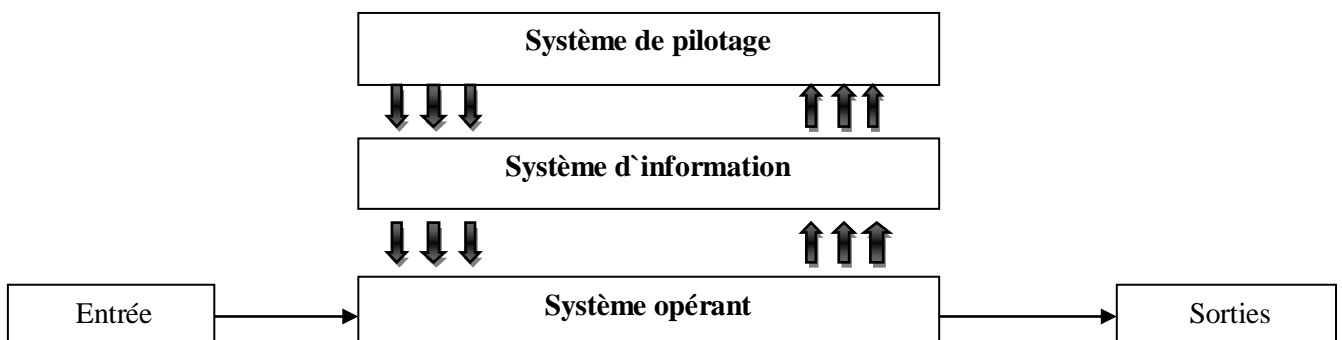 Système de pilotage
Système d`information
Entrée
Système opérant
Sorties